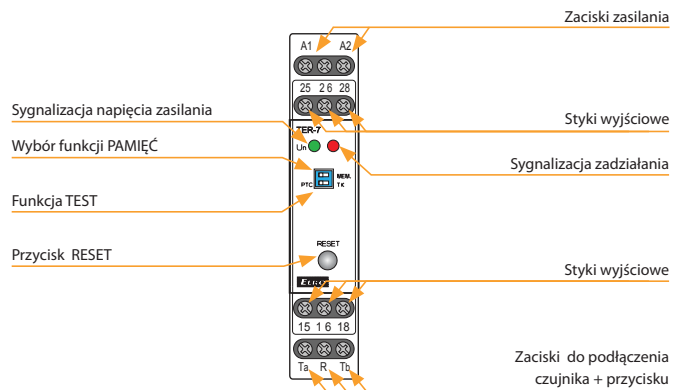 Zaciski zasilania
A1 A2
25 26 28
Sygnalizacja napięcia zasilania
Styki wyjściowe
TER-7
Un
Wybór funkcji PAMIĘĆ
Sygnalizacja zadziałania
MEM.
PTC TK
Funkcja TEST
RESET
Przycisk RESET
Styki wyjściowe
ELKO
15 16 18
Ta R Tb
Zaciski do podłączenia
czujnika + przycisku